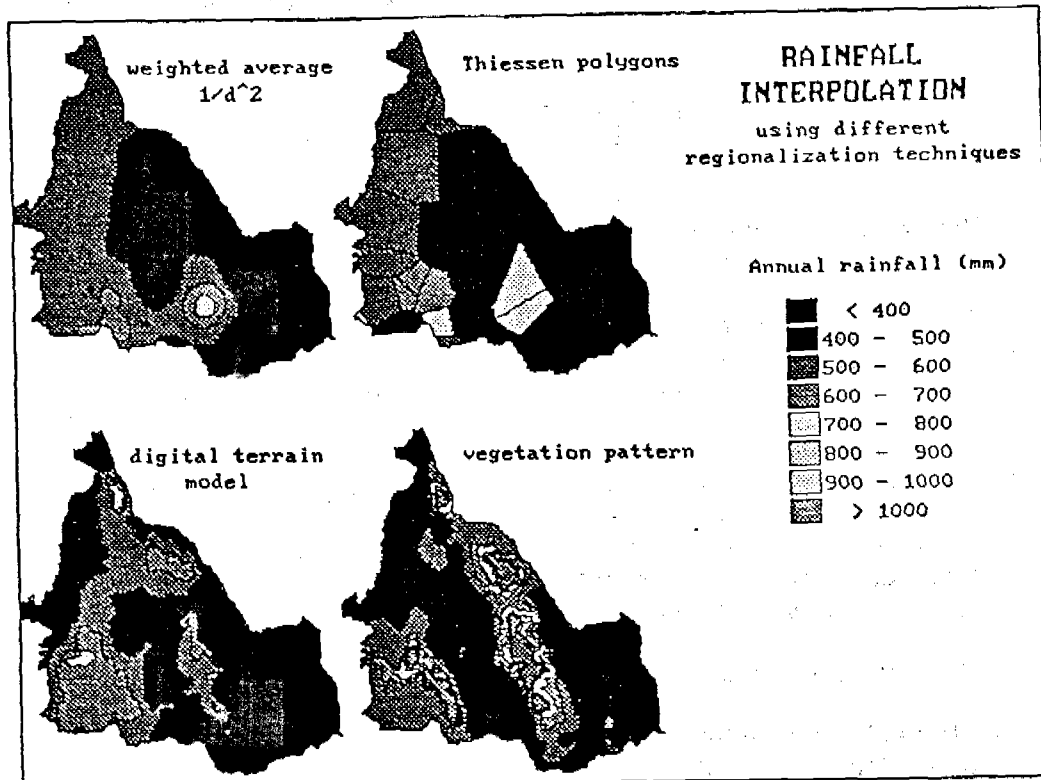 weighted average
1/d^2
Thiessen polygons
RAINFALL
INTERPOLATION
using different
regionalization techniques
Annual rainfall (mm)
< 400
400 - 500
500 - 600
600 - 700
700 - 800
800 - 900
900 - 1000
> 1000
digital terrain
model
vegetation pattern